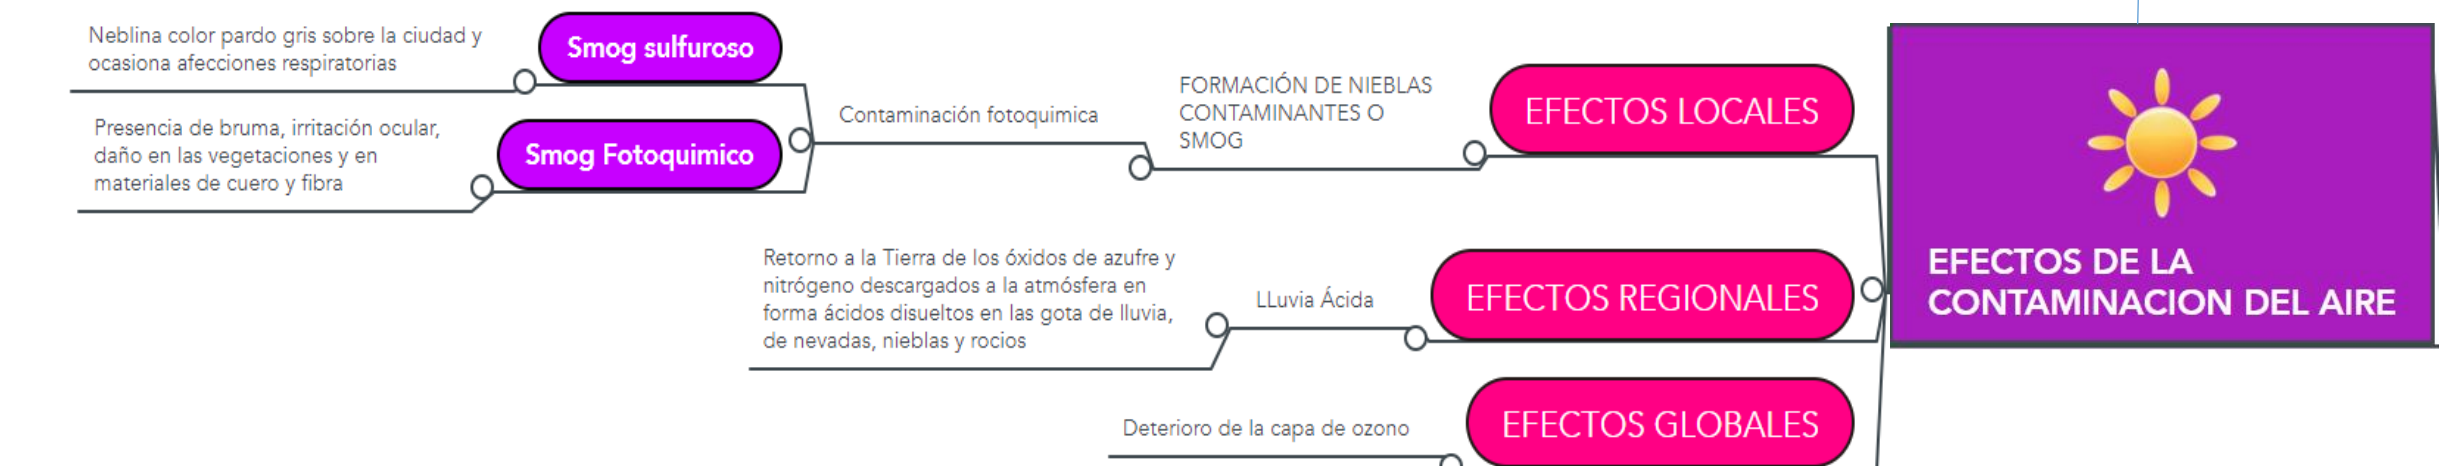 EFECTOS DE LA
CONTAMINACION DEL AIRE
EFECTOS LOCALES
FORMACIÓN DE NIEBLAS
CONTAMINANTES O
SMOG
Contaminación fotoquimica
Smog sulfuroso
Neblina color pardo gris sobre la ciudad y
ocasiona afecciones respiratorias
Smog Fotoquimico
Presencia de bruma, irritación ocular,
daño en las vegetaciones y en
materiales de cuero y fibra
EFECTOS REGIONALES
LLuvia Ácida
Retorno a la Tierra de los óxidos de azufre y
nitrógeno descargados a la atmósfera en
forma ácidos disueltos en las gota de lluvia,
de nevadas, nieblas y rocios
EFECTOS GLOBALES
Deterioro de la capa de ozono